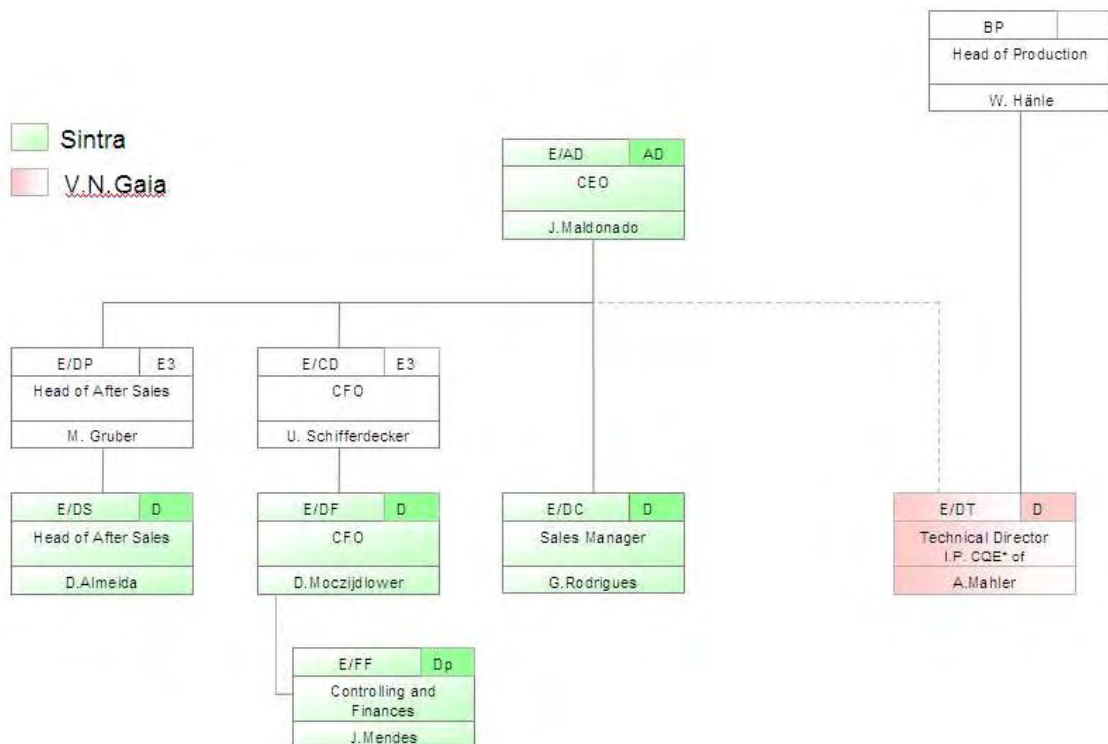 BP
Head of Production
W. Hänle
Sintra
V.N.Gaia
E/AD AD
CEO
J.Maldonado
E/DP E3
Head of After Sales
M. Gruber
E/CD E3
CFO
U. Schifferdecker
E/DS D
Head of After Sales
D.Almeida
E/DF D
CFO
D.Moczijdlower
E/DC D
Sales Manager
G.Rodrigues
E/DT D
Technical Director
I.P. CQE* of
A.Mahler
E/FF Dp
Controlling and
Finances
J.Mendes